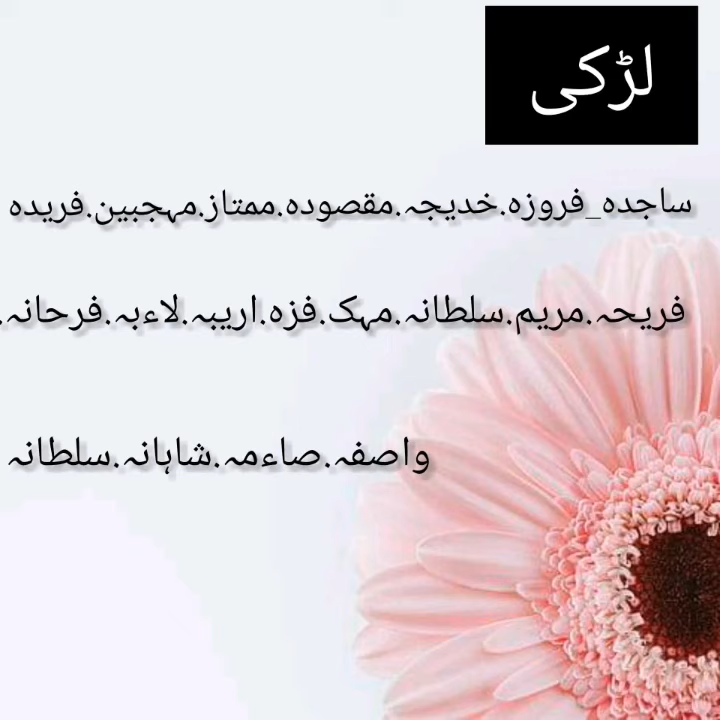 لڑکی
ساجدہ_فروزہ.خدیجہ.مقصودہ.ممتاز.مہجبین.فریدہ
فریحہ.مریم.سلطانہ.مہک.فزہ.اریبہ.لاءبہ.فرحانہ.
واصفہ.صاءمہ.شاہانہ.سلطانہ